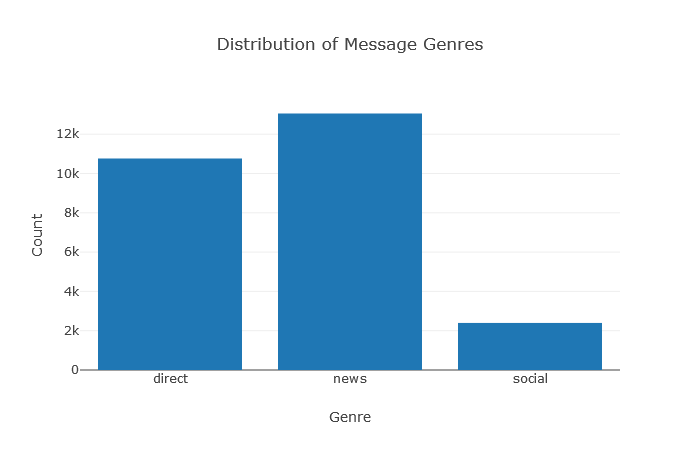 Distribution of Message Genres
12k
10k
8k
6k
4k
2k
0
Count
direct news social
Genre